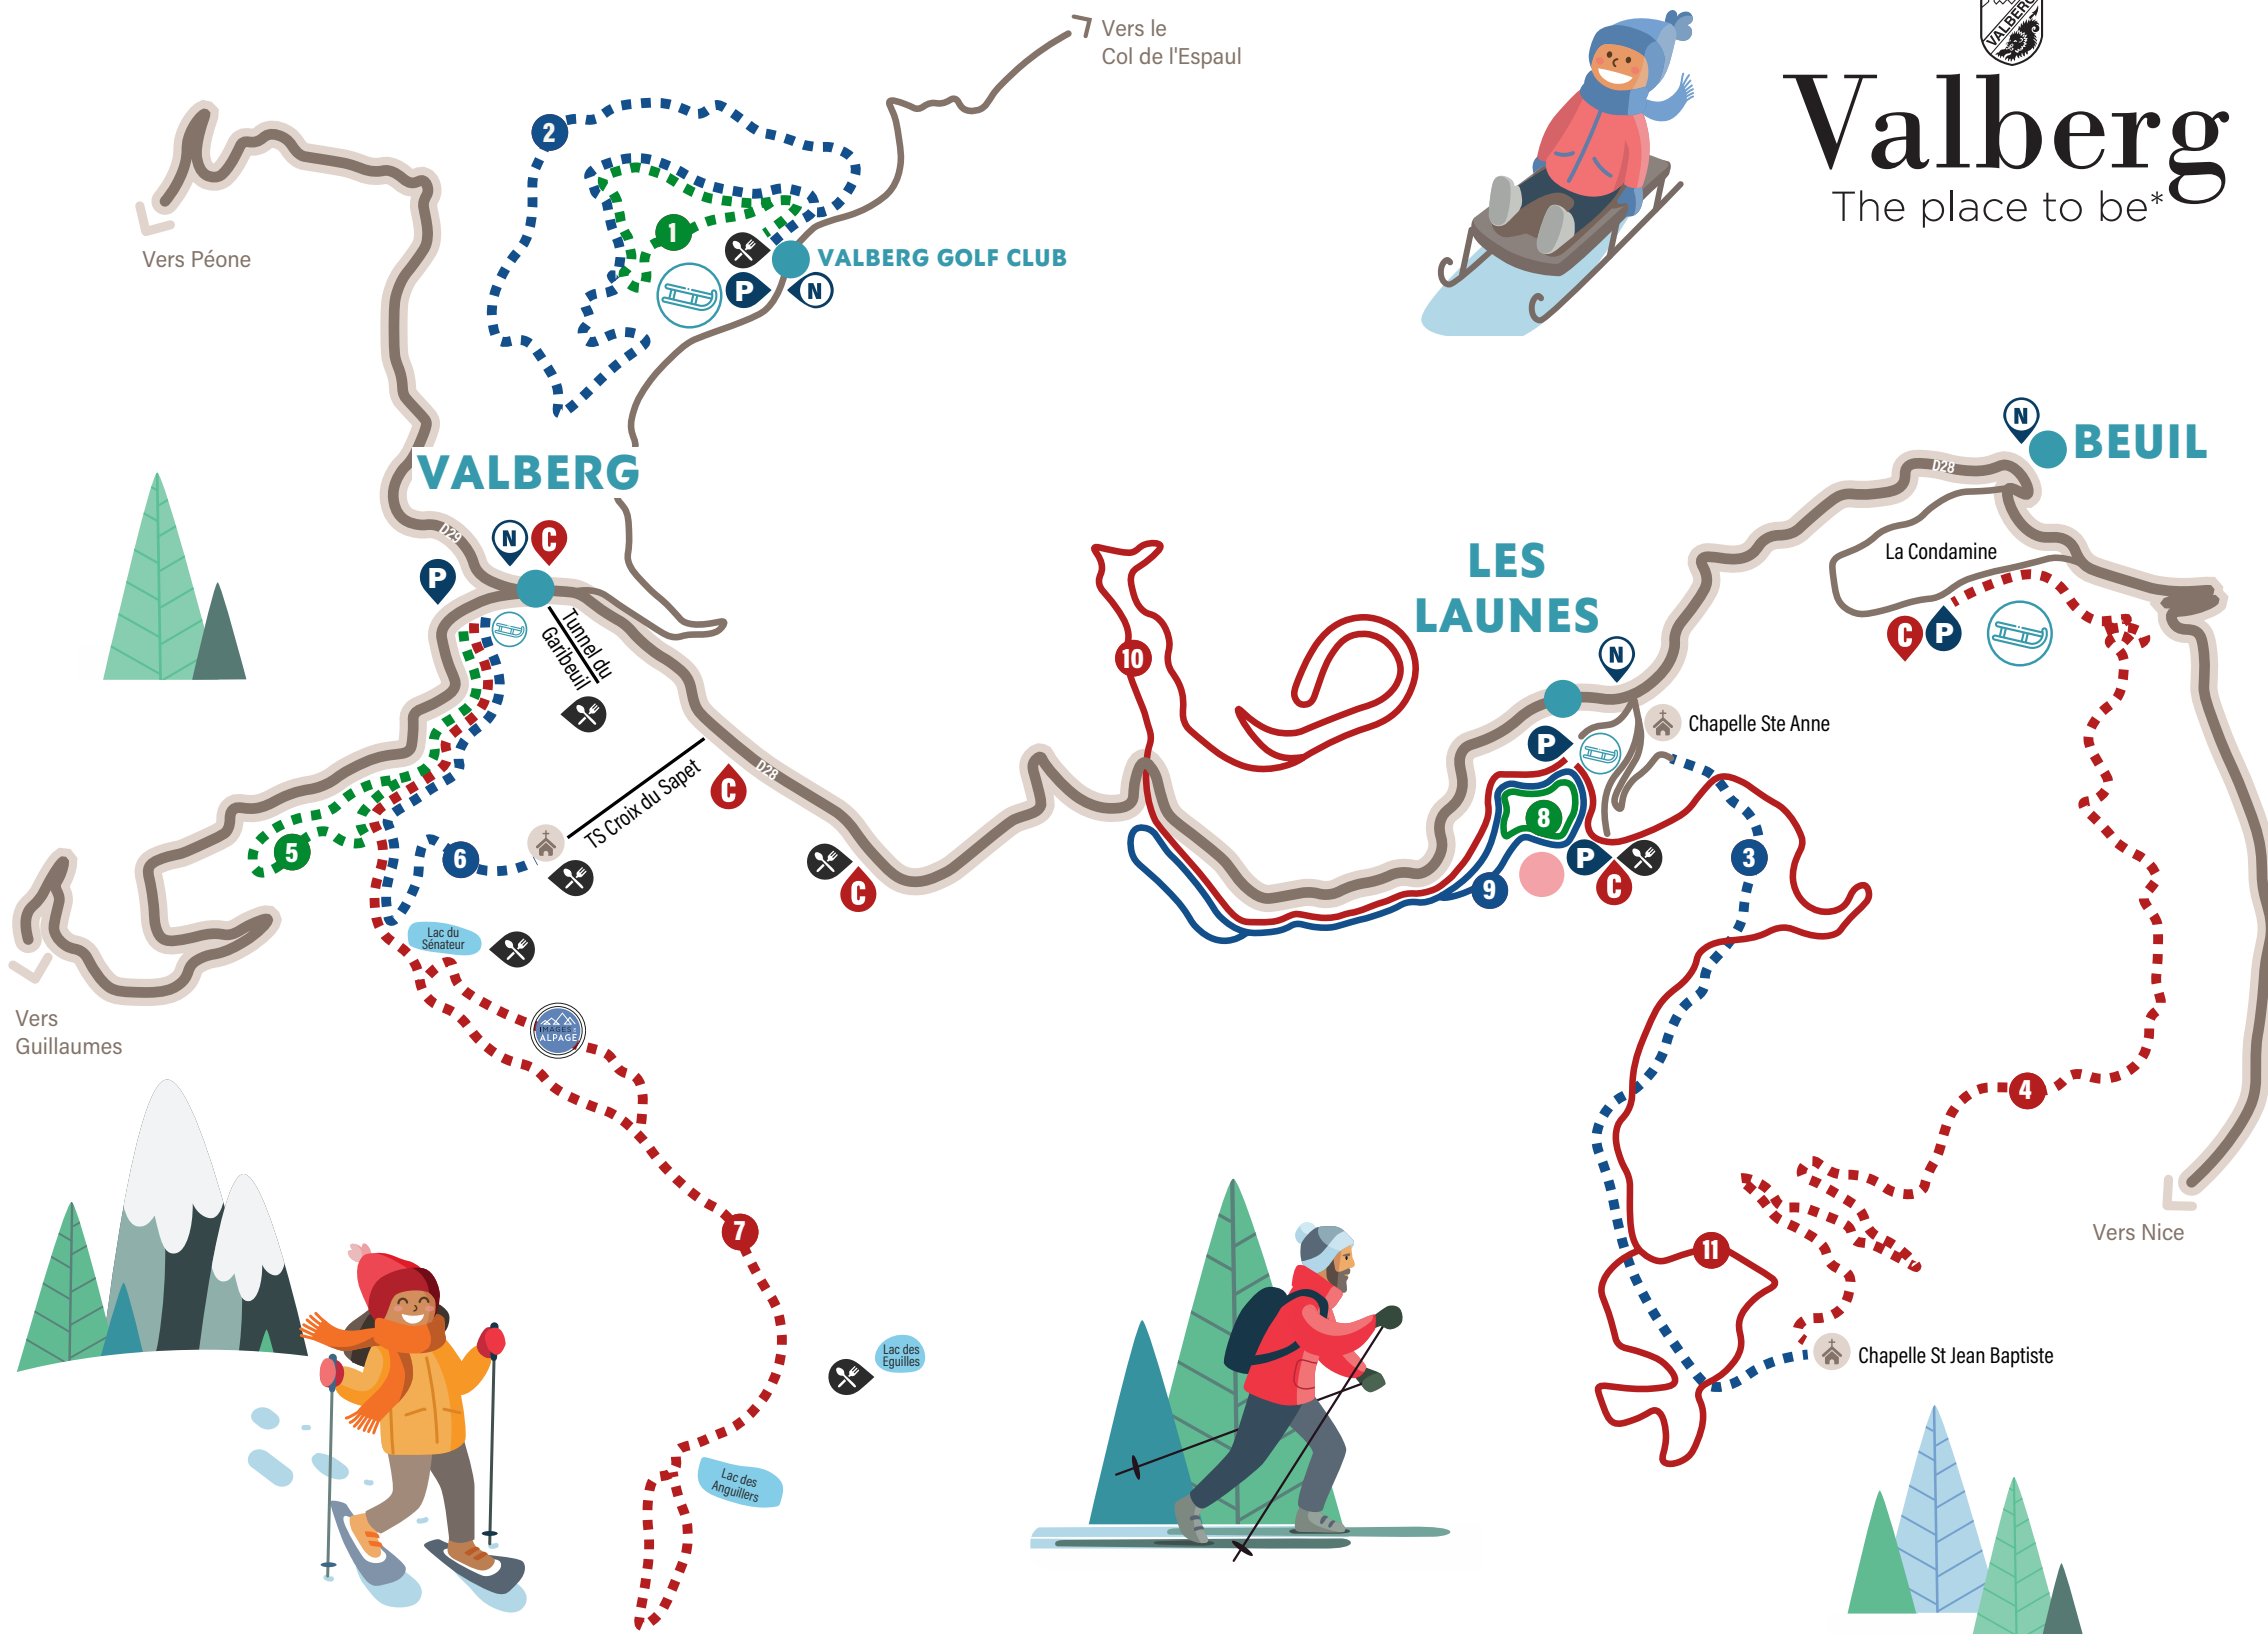 Vers le
Col de l'Espaul
VALBERG
Valberg
The place to be*
2
1
Vers Péone
VALBERG GOLF CLUB
P
N
N
BEUIL
VALBERG
D28
D29
N
C
P
LES
LAUNES
La Condamine
Tunnel du
Garibeuil
10
N
C
P
Chapelle Ste Anne
P
D28
TS Croix du Sapet
C
8
5
6
P
3
C
9
C
Lac du
Sénateur
Vers
Guillaumes
IMAGES
ALPAGE
4
7
11
Vers Nice
Lac des
Eguilles
Chapelle St Jean Baptiste
Lac des
Anguillers